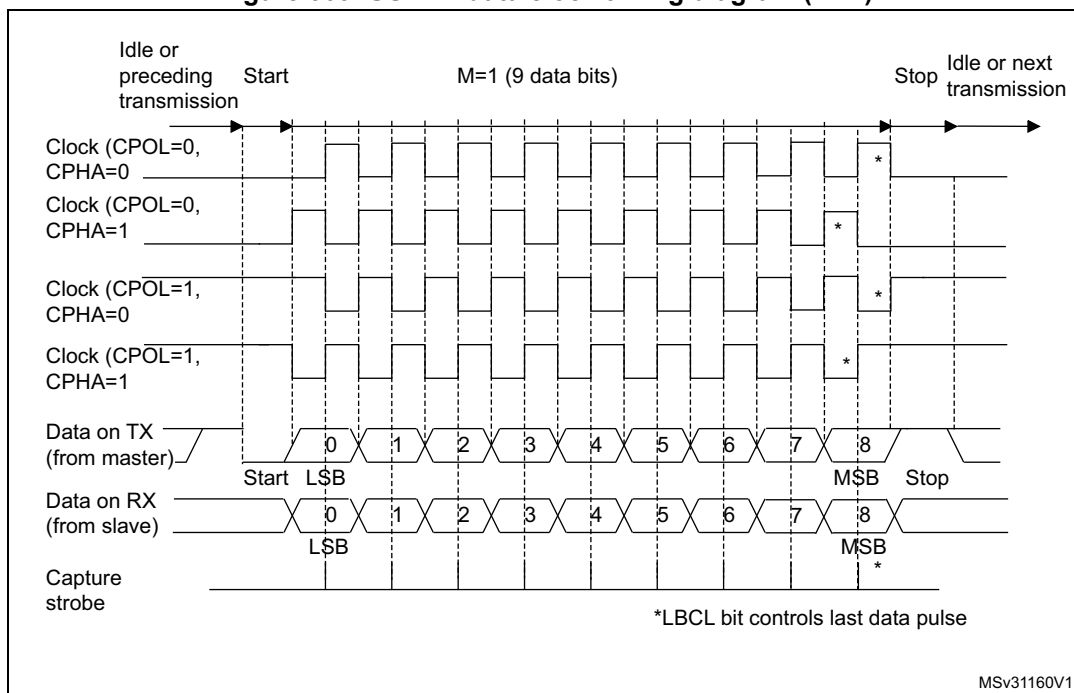 Idle or
preceding
transmission
Start
M=1 (9 data bits)
Stop
Idle or next
transmission
Clock (CPOL=0,
CPHA=0
*
Clock (CPOL=0,
CPHA=1
*
Clock (CPOL=1,
CPHA=0
*
Clock (CPOL=1,
CPHA=1
*
Data on TX
(from master)
0 1 2 3 4 5 6 7 8
Start LSB MSB Stop
Data on RX
(from slave)
0 1 2 3 4 5 6 7 8
LSB MSB
Capture
strobe
*
*LBCL bit controls last data pulse
MSv31160V1